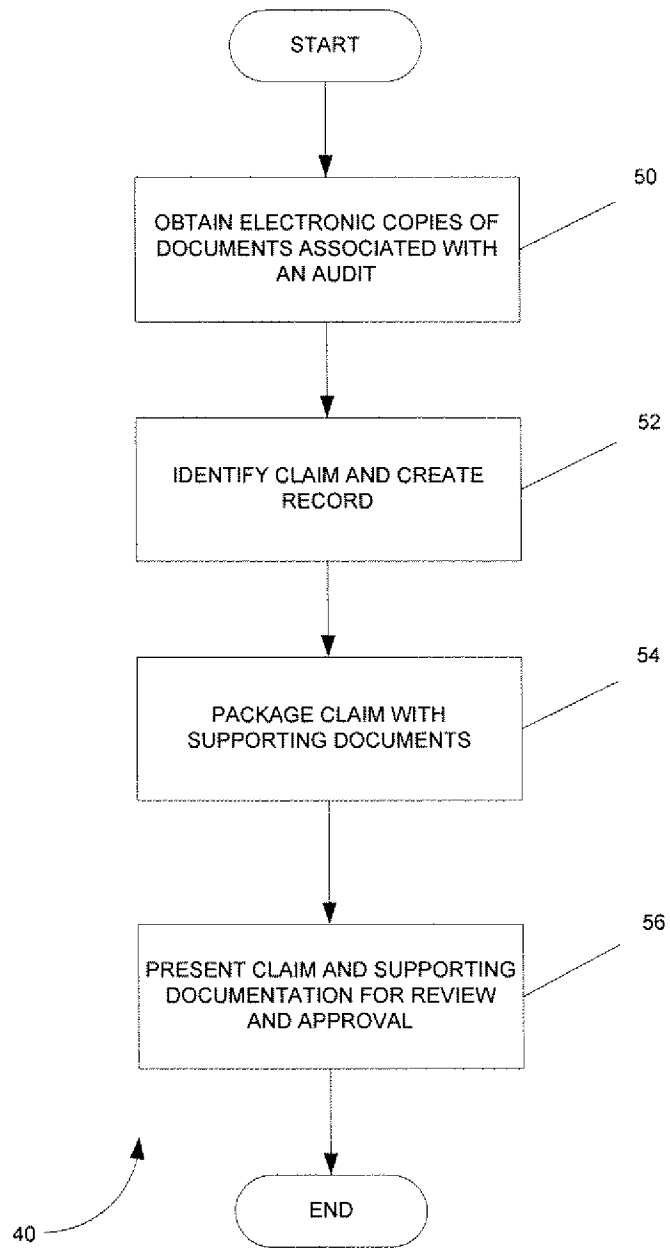 START
50
OBTAIN ELECTRONIC COPIES OF
DOCUMENTS ASSOCIATED WITH
AN AUDIT
52
IDENTIFY CLAIM AND CREATE
RECORD
54
PACKAGE CLAIM WITH
SUPPORTING DOCUMENTS
56
PRESENT CLAIM AND SUPPORTING
DOCUMENTATION FOR REVIEW
AND APPROVAL
40
END